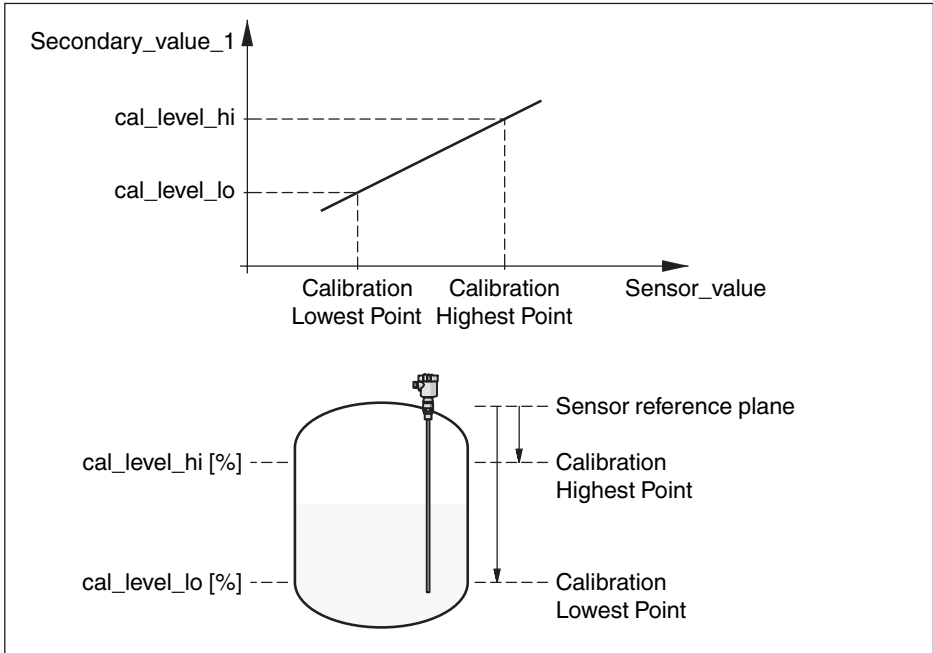 Secondary_value_1
cal_level_hi
cal_level_lo
Calibration
Lowest Point
Calibration
Highest Point
Sensor_value
Sensor reference plane
cal_level_hi [%]
Calibration
Highest Point
cal_level_lo [%]
Calibration
Lowest Point